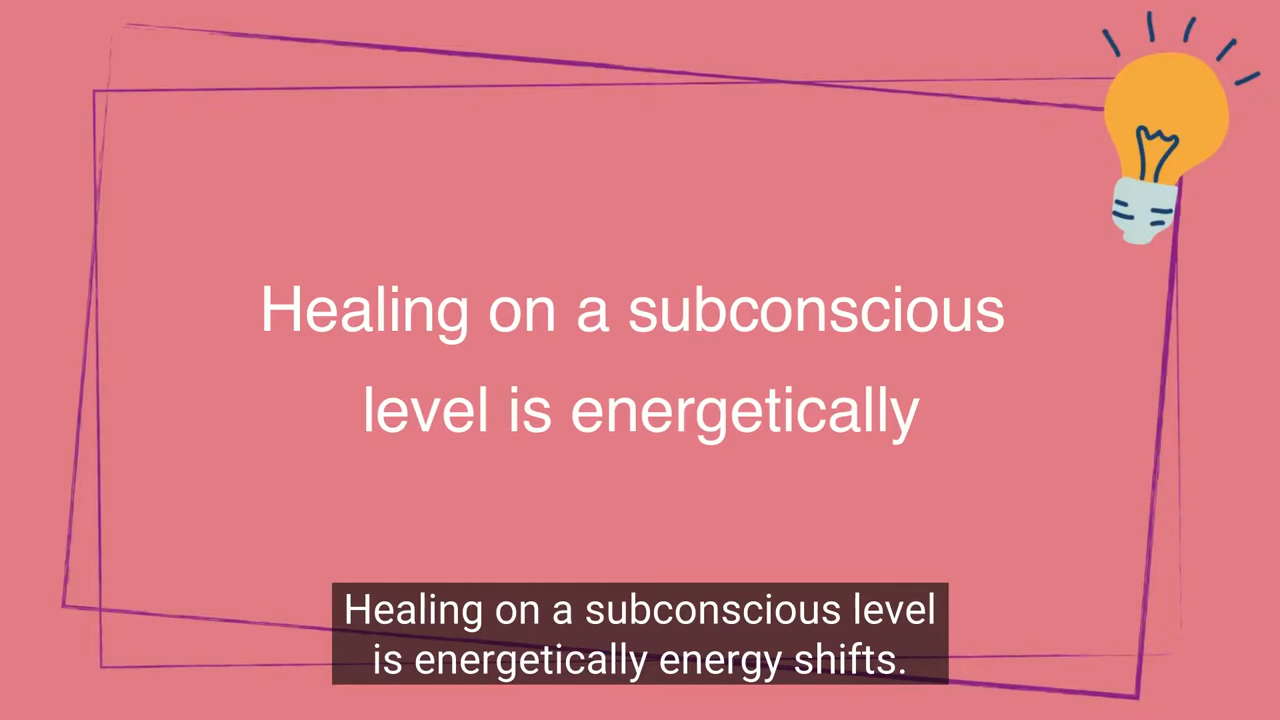 Healing on a subconscious
level is energetically
Healing on a subconscious level
is energetically energy shifts.